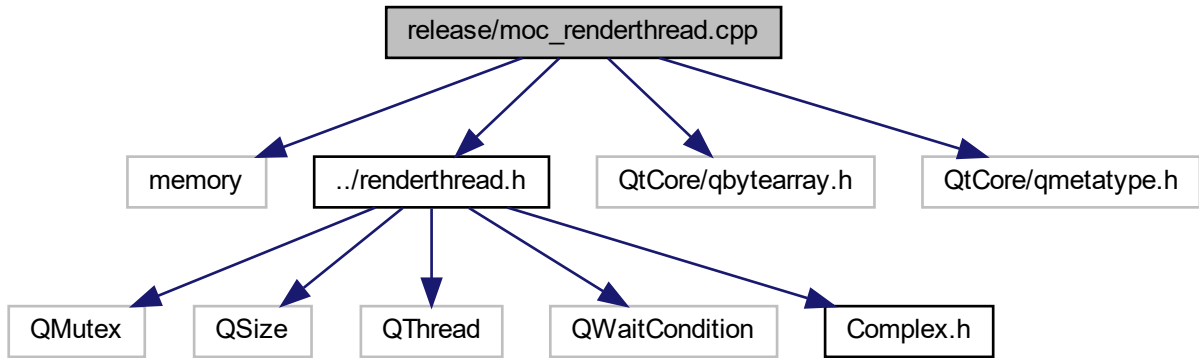 release/moc_renderthread.cpp
memory
../renderthread.h
QtCore/qbytearray.h
QtCore/qmetatype.h
QMutex
QSize
QThread
QWaitCondition
Complex.h